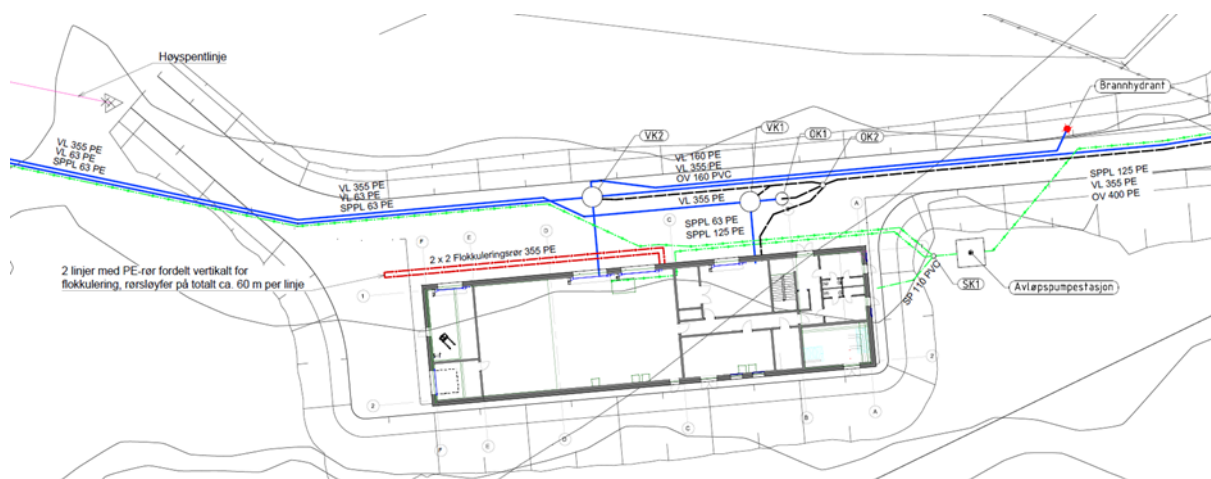 Høyspentlinje
VL 355 PE
VL 63 PE
SPPL 63 PE
VL 355 PE
VL 63 PE
SPPL 63 PE
VK2
VK1
OK1
OK2
Brannhydrant
VL 160 PE
VL 355 PE
OV 160 PVC
VL 355 PE
SPPL 63 PE
SPPL 125 PE
SPPL 125 PE
VL 355 PE
OV 400 PVC
2 x 2 Flokkuleringsrør 355 PE
2 linjer med PE-rør fordelt vertikalt for
flokkulering, rørsløyfer på totalt ca. 60 m per linje
SP 110 PVC
SK1
Avløpspumpestasjon
F
E
D
C
A
1
2
2
F
E
D
C
B
A